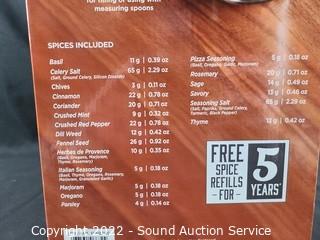 for filling or using with
measuring spoons
SPICES INCLUDED
Basil 11 g | 0.39 oz
Celery Salt 65 g | 2.29 oz
(Salt, Ground Celery, Silicon Dioxide)
Chives 3 g | 0.11 oz
Cinnamon 22 g | 0.78 oz
Coriander 20 g | 0.71 oz
Crushed Mint 9 g | 0.32 oz
Crushed Red Pepper 22 g | 0.78 oz
Dill Weed 12 g | 0.42 oz
Fennel Seed 26 g | 0.92 oz
Herbes de Provence 10 g | 0.35 oz
(Basil, Oregano, Marjoram,
Thyme, Rosemary)
Italian Seasoning 5 g | 0.18 oz
(Basil, Thyme, Oregano, Rosemary,
Marjoram, Granulated Garlic)
Marjoram 5 g | 0.18 oz
Oregano 5 g | 0.18 oz
Parsley 4 g | 0.14 oz
Pizza Seasoning 5 g | 0.18 oz
(Basil, Oregano, Garlic, Marjoram)
Rosemary 20 g | 0.71 oz
Sage 14 g | 0.49 oz
Savory 13 g | 0.46 oz
Seasoning Salt 65 g | 2.29 oz
(Salt, Paprika, Ground Celery, Garlic,
Turmeric, Black Pepper)
Thyme 12 g | 0.42 oz
FREE
SPICE
REFILLS
-FOR-
5
YEARS*
Copyright 2022 - Sound Auction Service